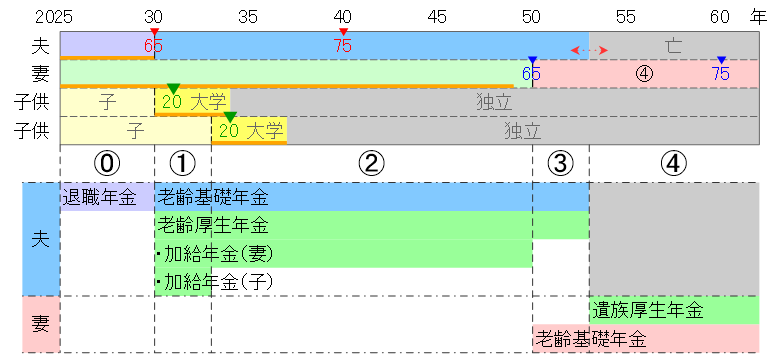 2025 30 35 40 45 50 55 60 年
夫 65 75 亡
妻 65 ④ 75
子供 子 20 大学 独立
子供 子 20 大学 独立
⓪ ① ② ③ ④
夫 退職年金 老齢基礎年金
老齢厚生年金
・加給年金(妻)
・加給年金(子)
妻 遺族厚生年金
老齢基礎年金